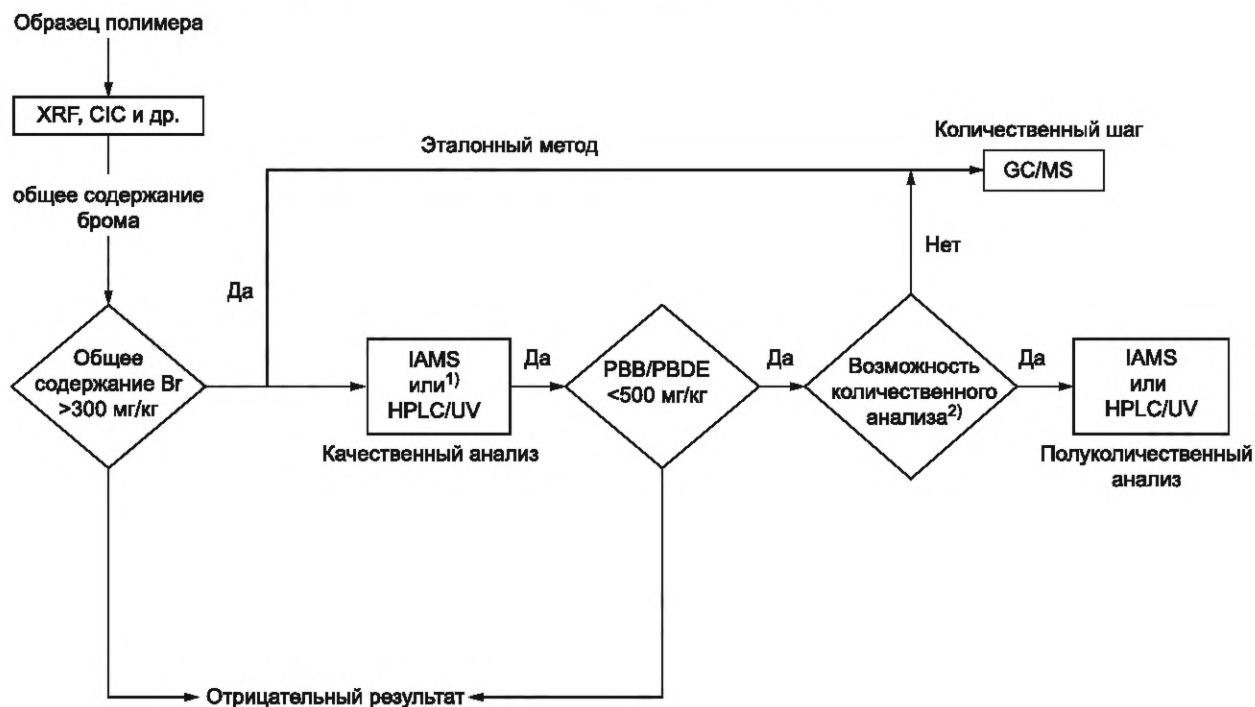 Образец полимера
XRF, CIC и др.
Количественный шаг
Эталонный метод
GC/MS
общее содержание
брома
Нет
Да
Общее
содержание Br
>300 мг/кг
IAMS
или1)
HPLC/UV
Качественный анализ
Да
PBB/PBDE
<500 мг/кг
Да
Возможность
количественного
анализа2)
Да
IAMS
или
HPLC/UV
Полуколичественный
анализ
Отрицательный результат